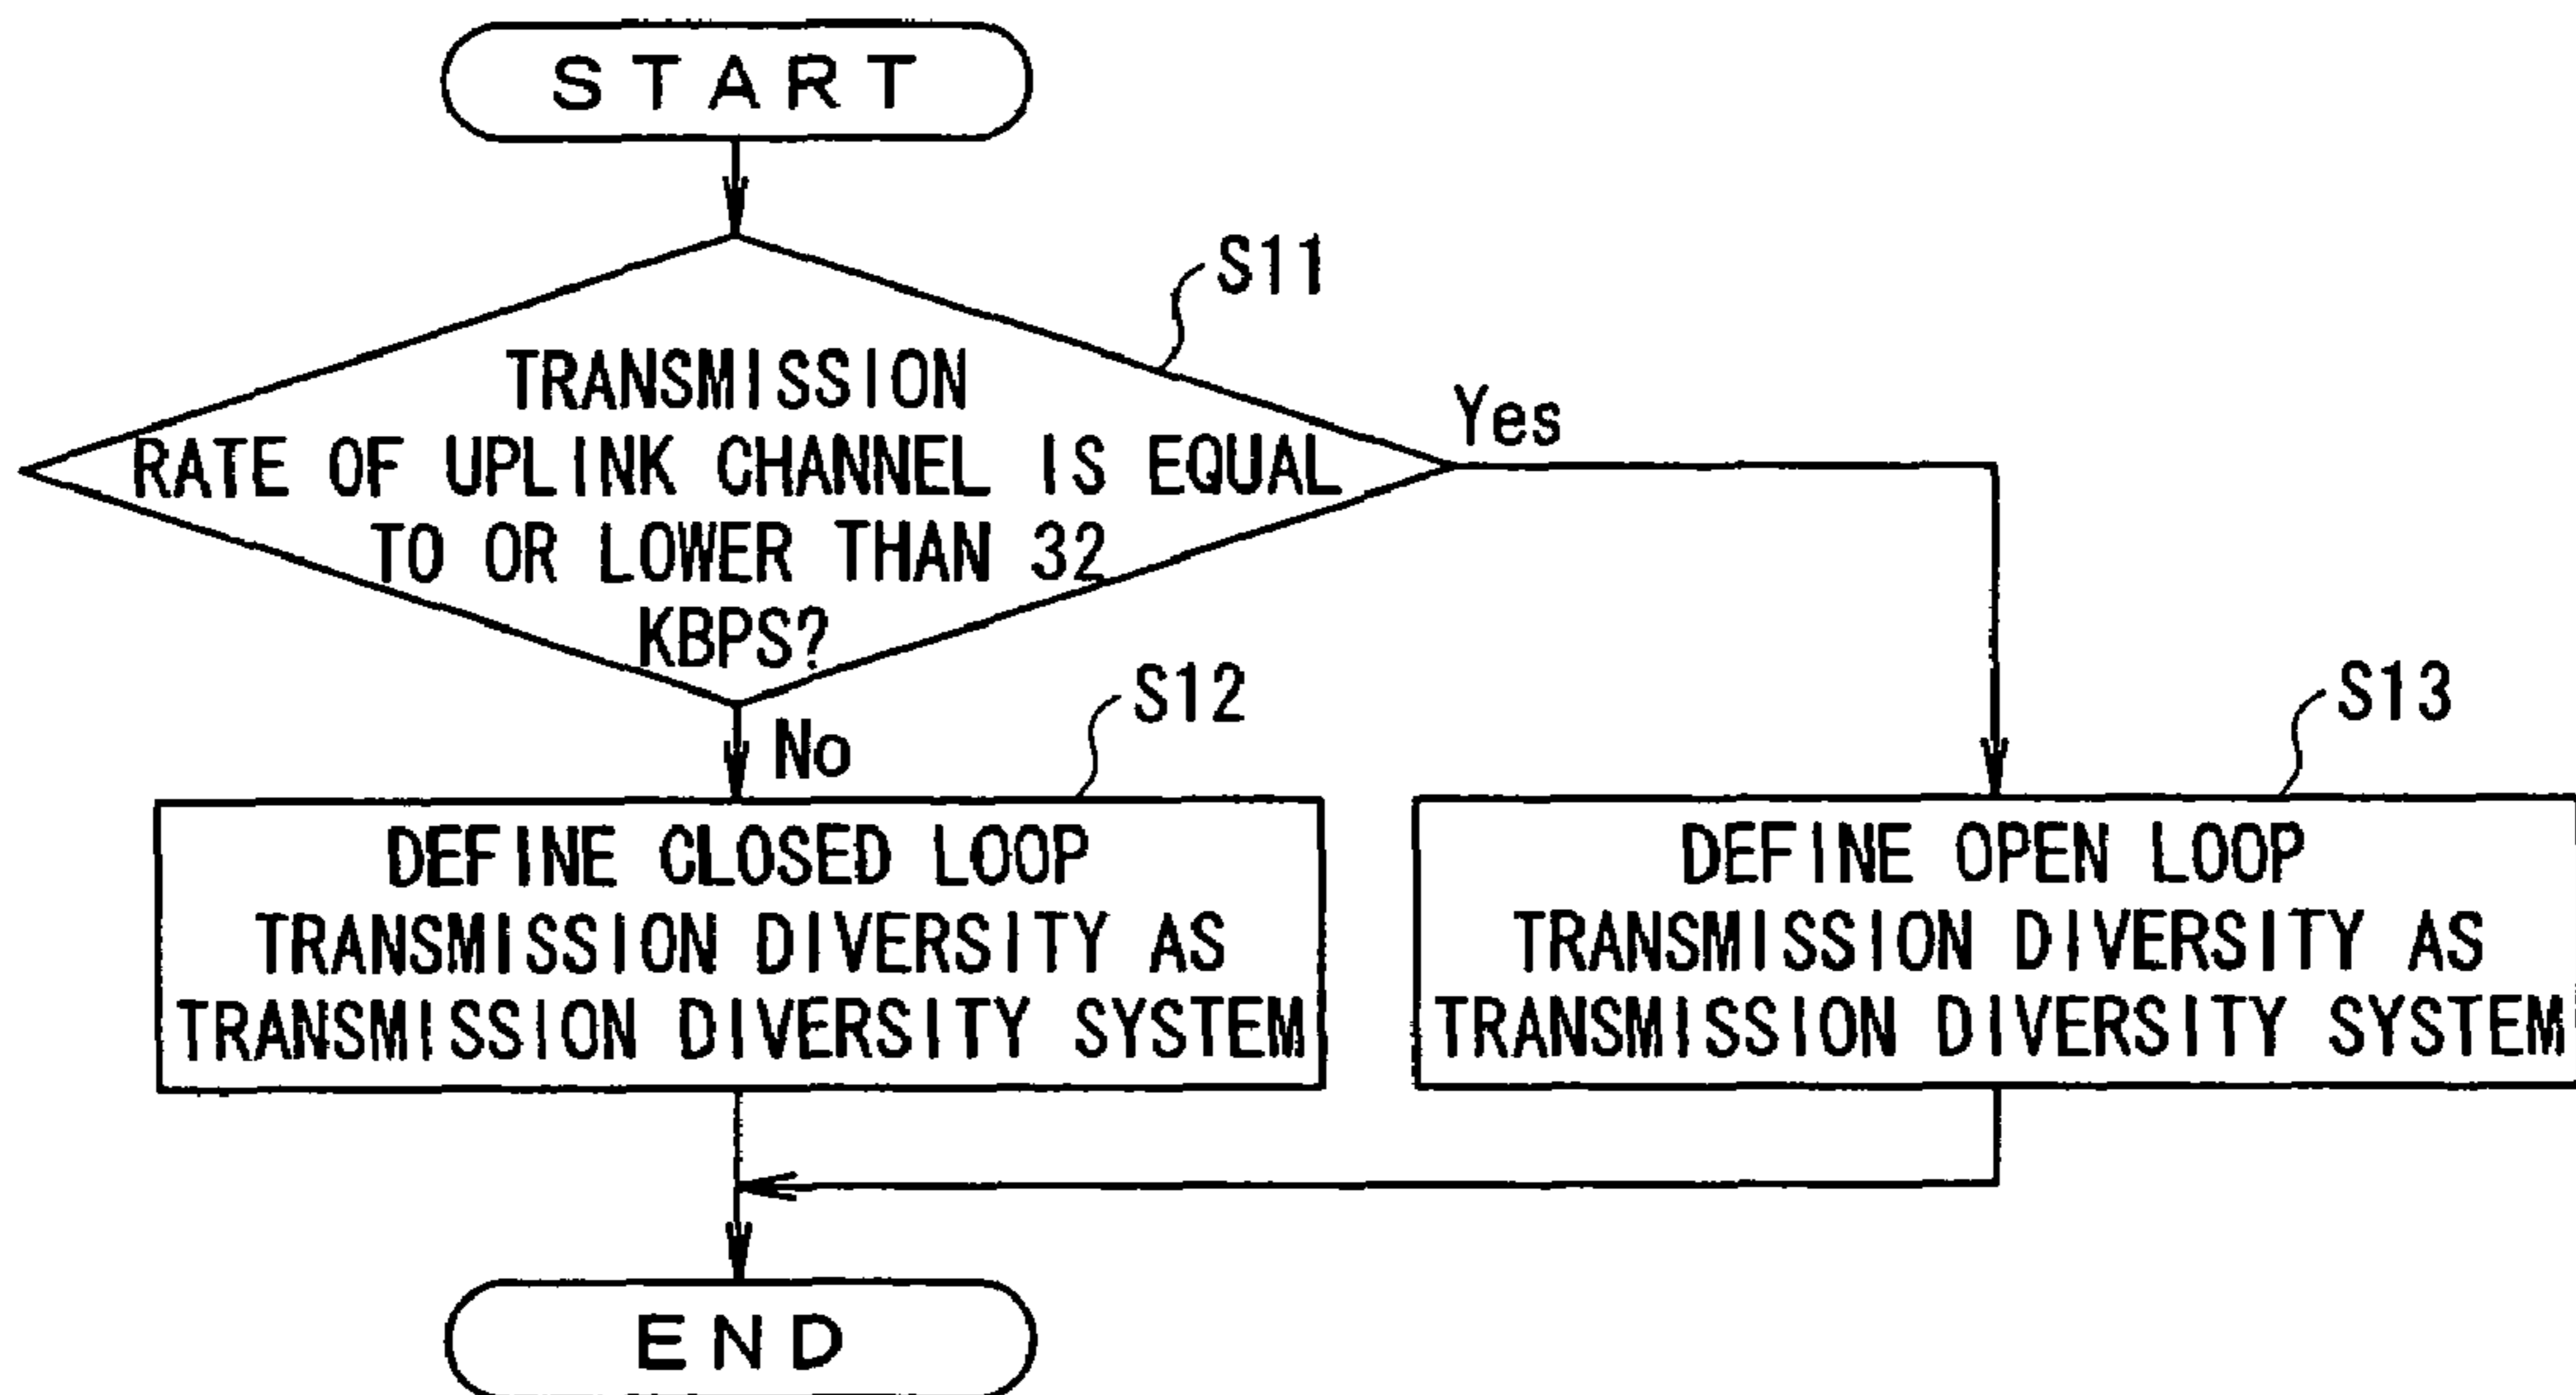 START
S11
TRANSMISSION
RATE OF UPLINK CHANNEL IS EQUAL
TO OR LOWER THAN 32
KBPS?
Yes
No
S12
DEFINE CLOSED LOOP
TRANSMISSION DIVERSITY AS
TRANSMISSION DIVERSITY SYSTEM
S13
DEFINE OPEN LOOP
TRANSMISSION DIVERSITY AS
TRANSMISSION DIVERSITY SYSTEM
END